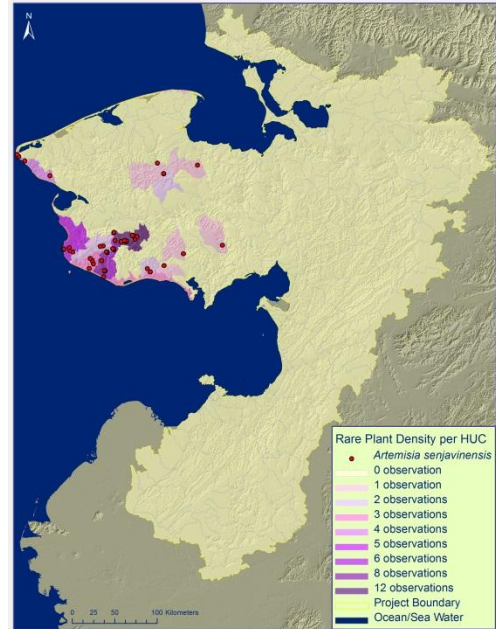 N
Rare Plant Density per HUC
Artemisia senjavinensis
0 observation
1 observation
2 observations
3 observations
4 observations
5 observations
6 observations
8 observations
12 observations
Project Boundary
Ocean/Sea Water
0 25 50 100 Kilometers